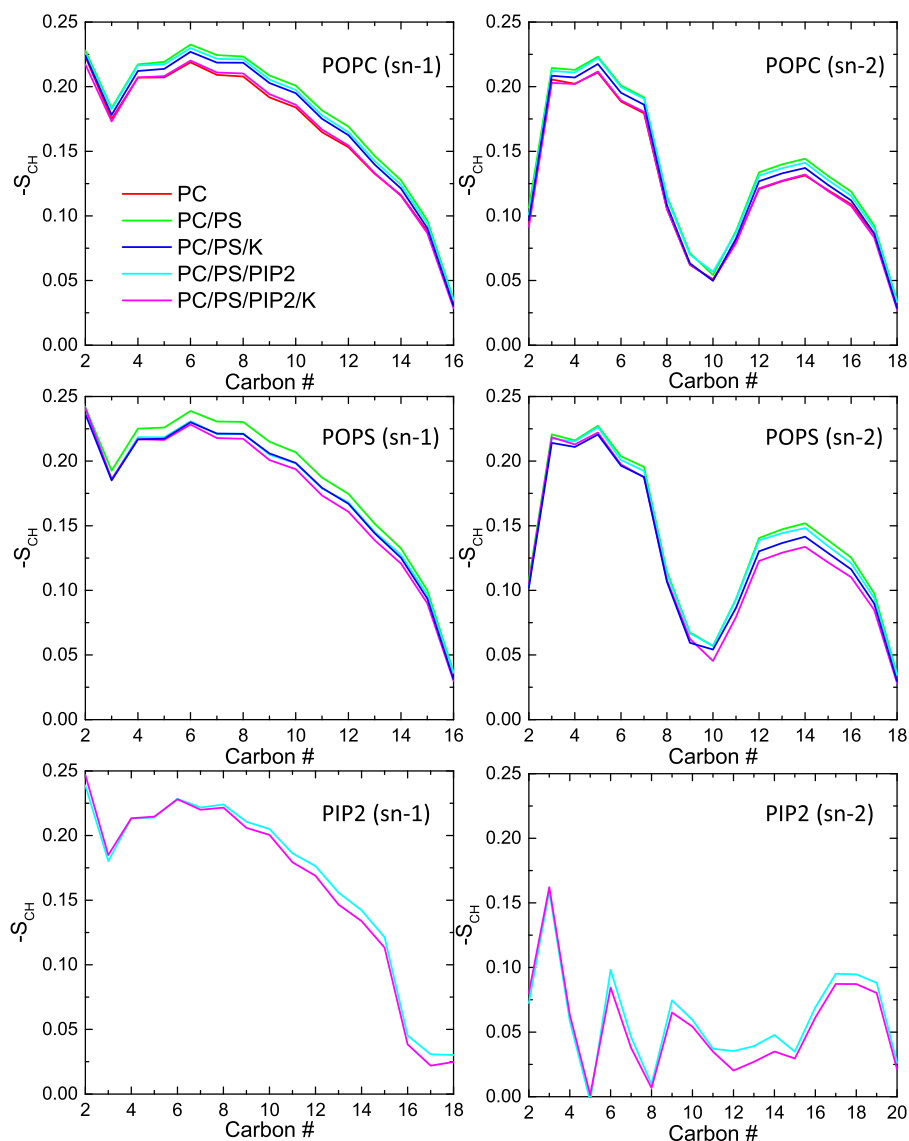 POPC (sn-1)
0.25
0.20
0.15
0.10
0.05
0.00
-S_CH
PC
PC/PS
PC/PS/K
PC/PS/PIP2
PC/PS/PIP2/K
2 4 6 8 10 12 14 16
Carbon #
POPC (sn-2)
0.25
0.20
0.15
0.10
0.05
0.00
-S_CH
2 4 6 8 10 12 14 16 18
Carbon #
POPS (sn-1)
0.25
0.20
0.15
0.10
0.05
0.00
-S_CH
2 4 6 8 10 12 14 16
Carbon #
POPS (sn-2)
0.25
0.20
0.15
0.10
0.05
0.00
-S_CH
2 4 6 8 10 12 14 16 18
Carbon #
PIP2 (sn-1)
0.25
0.20
0.15
0.10
0.05
0.00
-S_CH
2 4 6 8 10 12 14 16 18
Carbon #
PIP2 (sn-2)
0.25
0.20
0.15
0.10
0.05
0.00
-S_CH
2 4 6 8 10 12 14 16 18 20
Carbon #